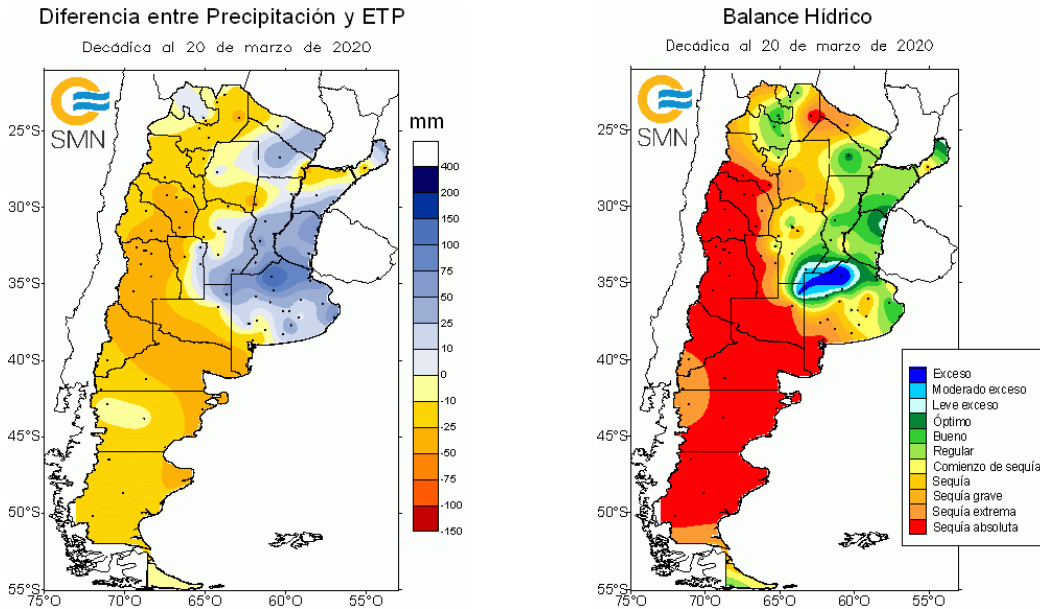 Diferencia entre Precipitación y ETP
Decádica al 20 de marzo de 2020
SMN
mm
400
200
150
100
75
50
25
10
0
-10
-25
-50
-75
-100
-150
25°S
30°S
35°S
40°S
45°S
50°S
55°S
75°O
70°O
65°O
60°O
55°O
Balance Hídrico
Decádica al 20 de marzo de 2020
SMN
25°S
30°S
35°S
40°S
45°S
50°S
55°S
75°O
70°O
65°O
60°O
55°O
Exceso
Moderado exceso
Leve exceso
Óptimo
Bueno
Regular
Comienzo de sequía
Sequía
Sequía grave
Sequía extrema
Sequía absoluta